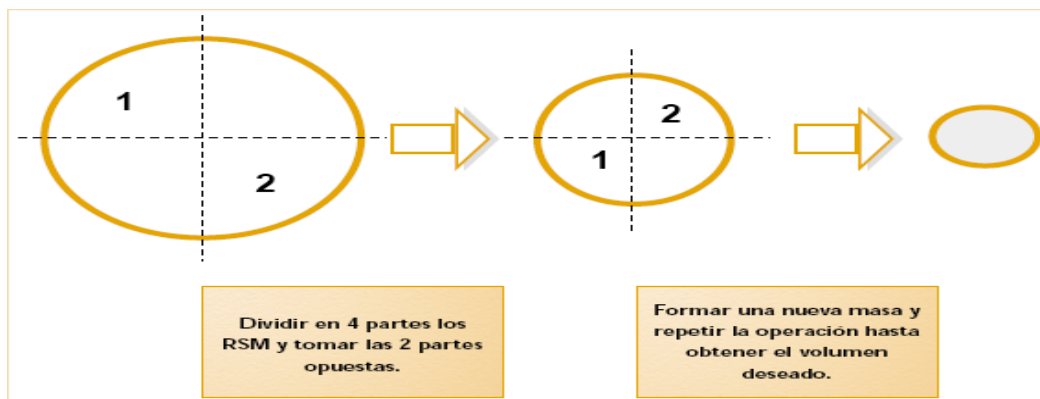 1
2
2
1
Dividir en 4 partes los
RSM y tomar las 2 partes
opuestas.
Formar una nueva masa y
repetir la operación hasta
obtener el volumen
deseado.